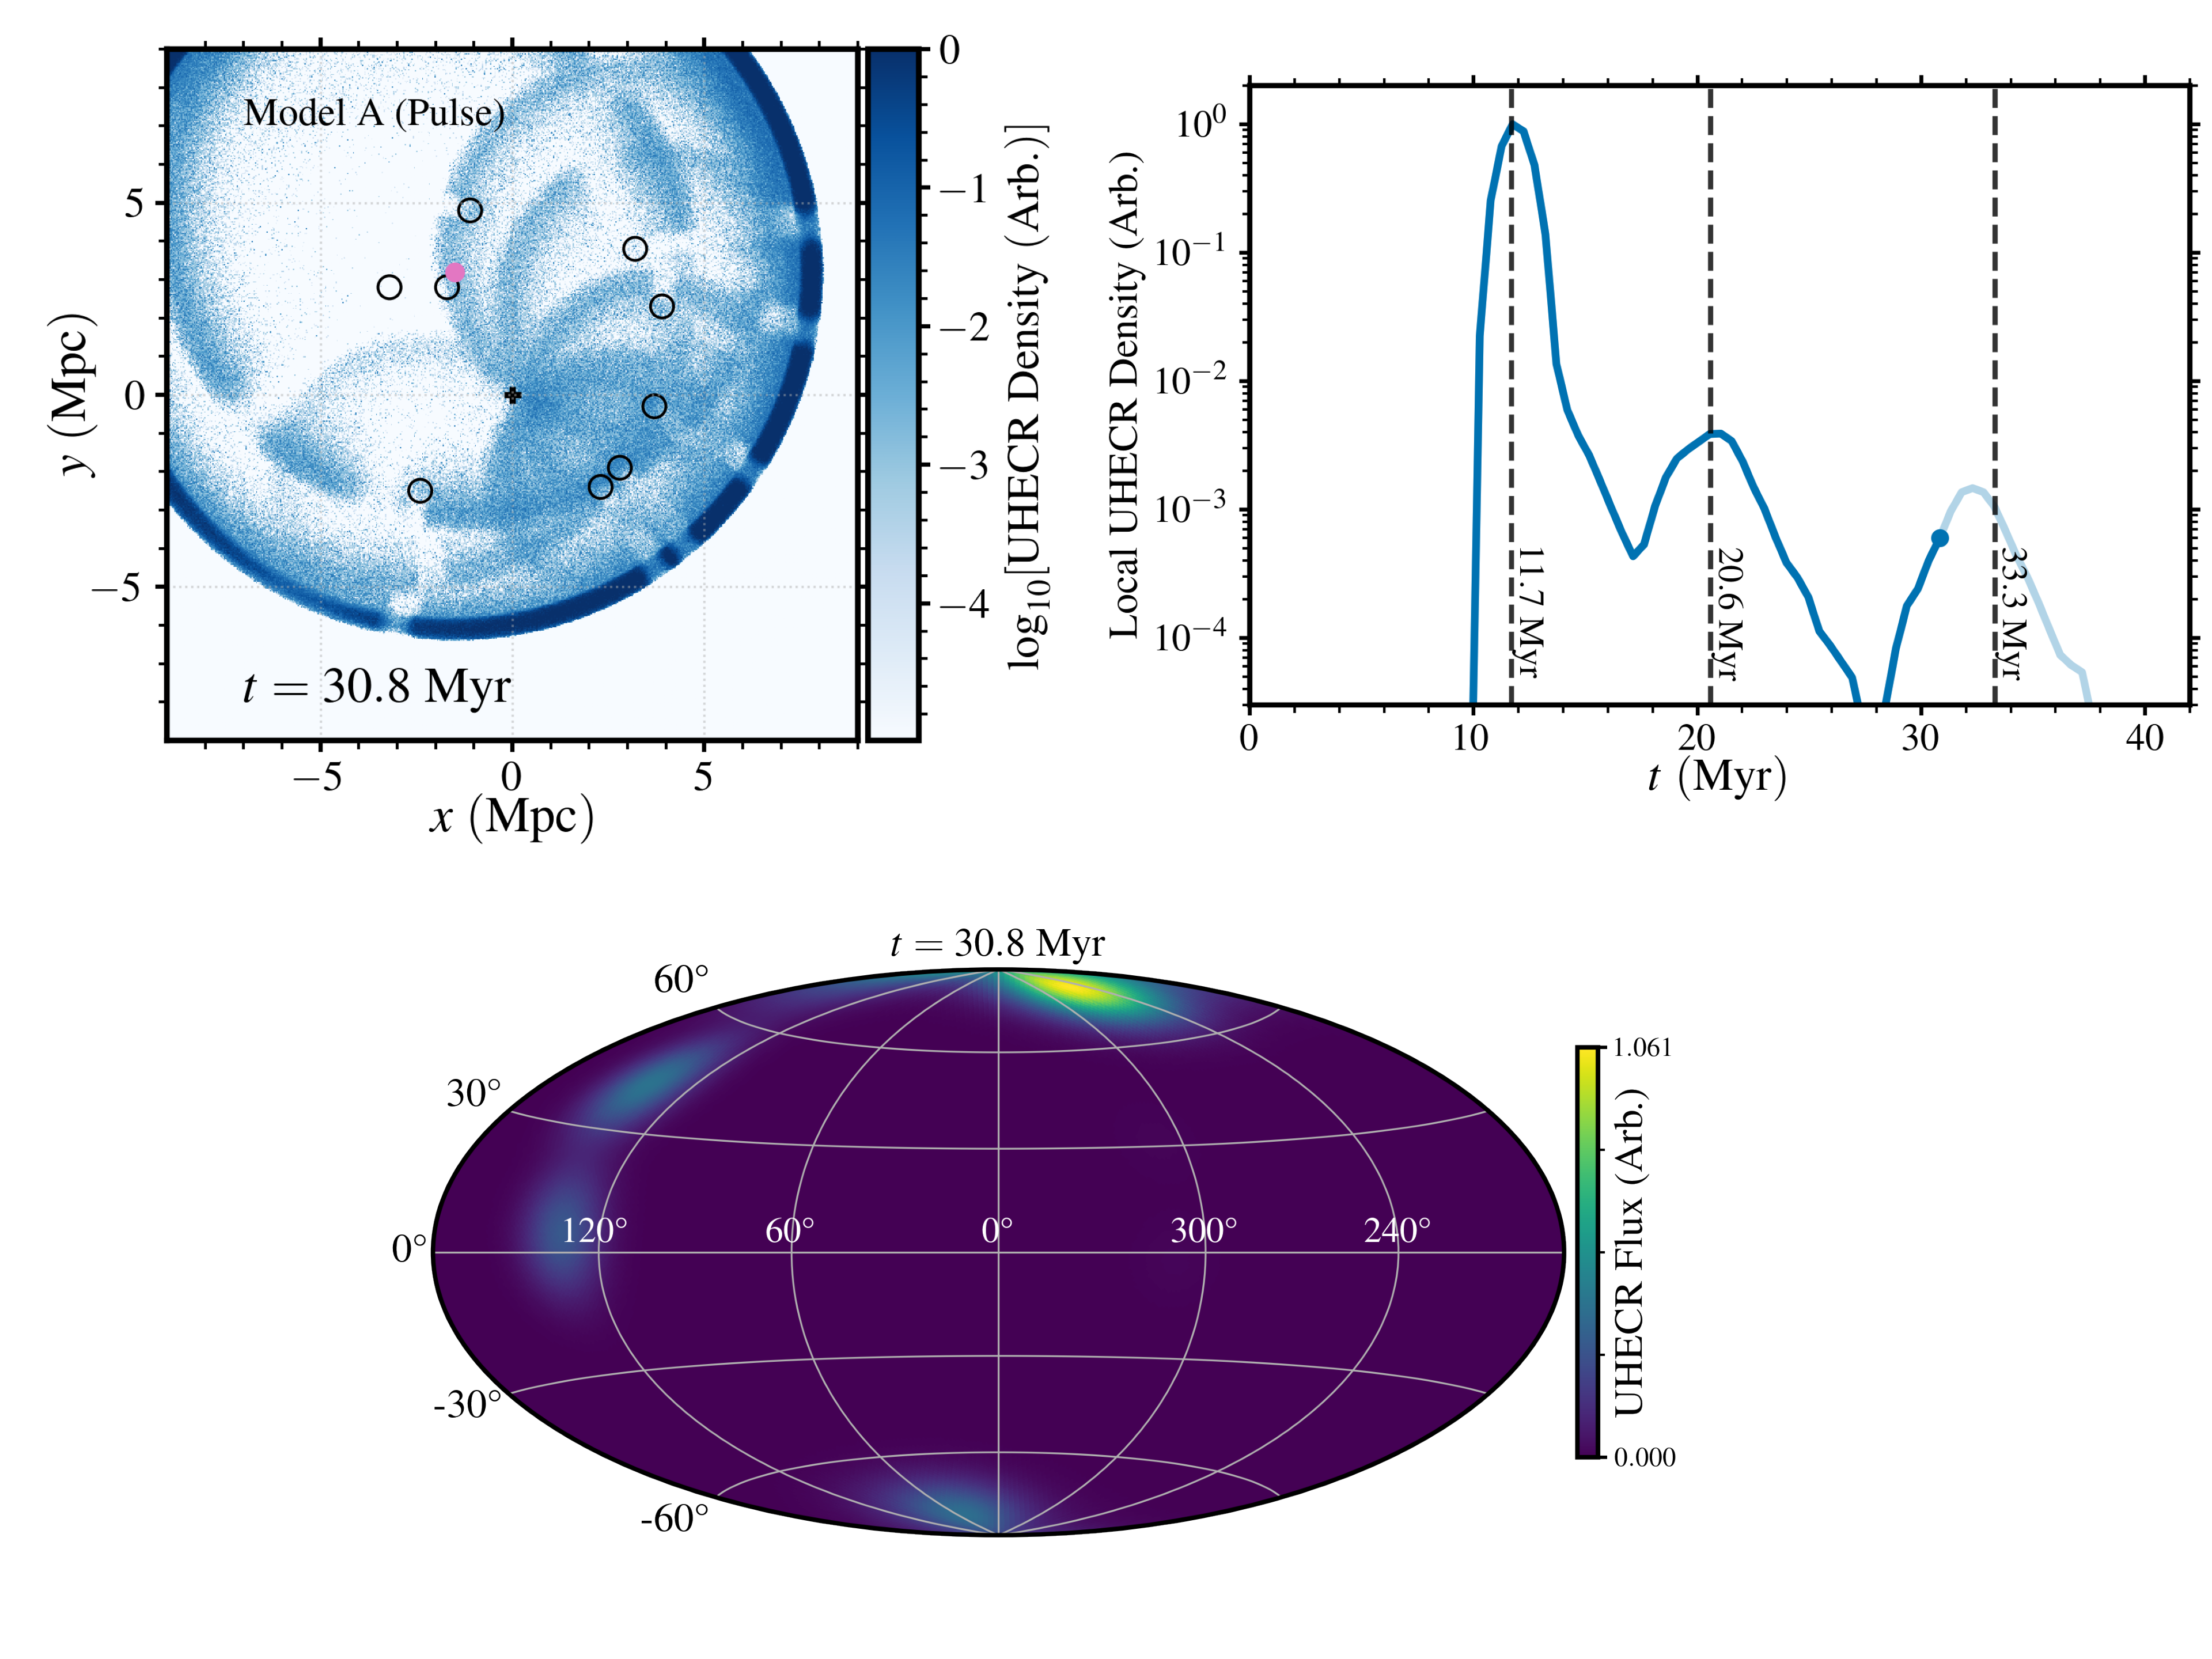 Model A (Pulse)
t = 30.8 Myr
5
0
−5
y (Mpc)
−5
0
5
x (Mpc)
0
−1
−2
−3
−4
log10[UHECR Density (Arb.)]
10^0
10^−1
10^−2
10^−3
10^−4
Local UHECR Density (Arb.)
11.7 Myr
20.6 Myr
33.3 Myr
0
10
20
30
40
t (Myr)
t = 30.8 Myr
60°
30°
0°
-30°
-60°
120°
60°
0°
300°
240°
1.061
0.000
UHECR Flux (Arb.)